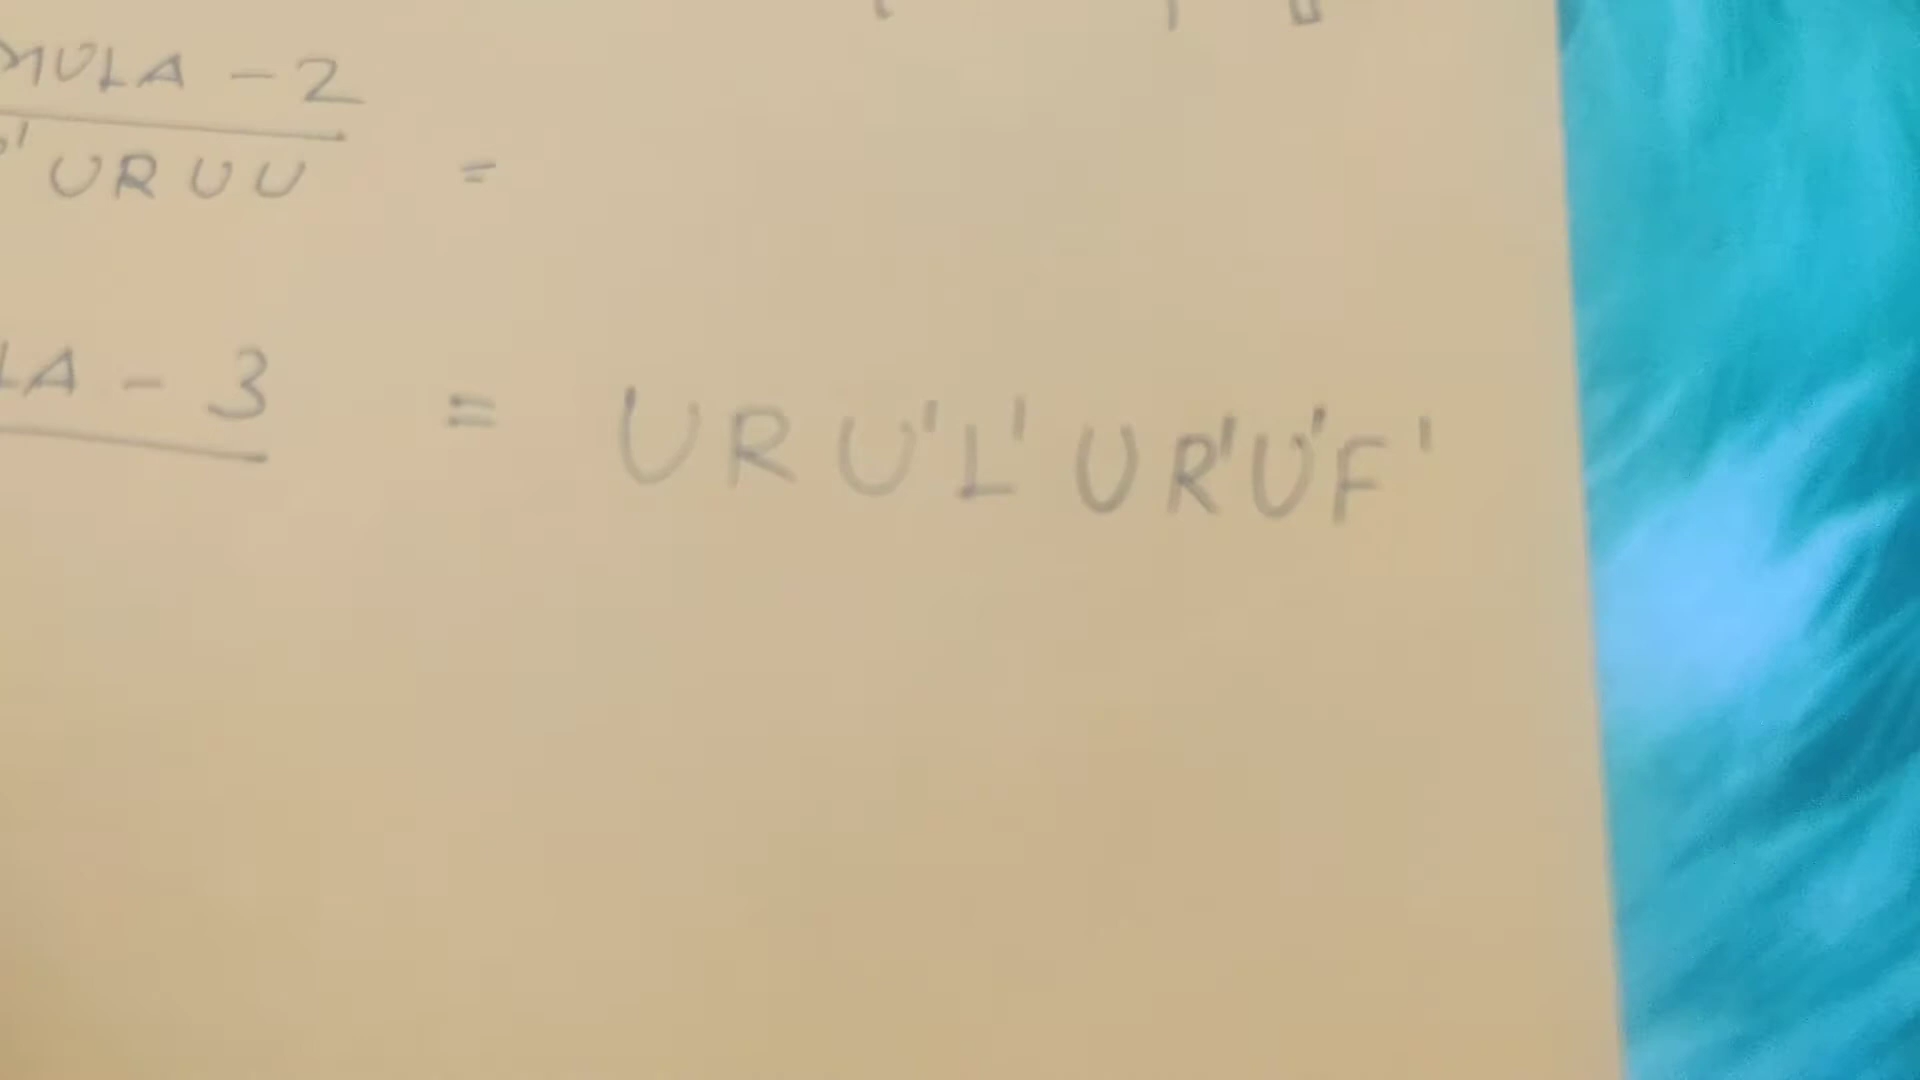 MULA - 2
URUU =
LA - 3 = URU'L'UR'U'F'